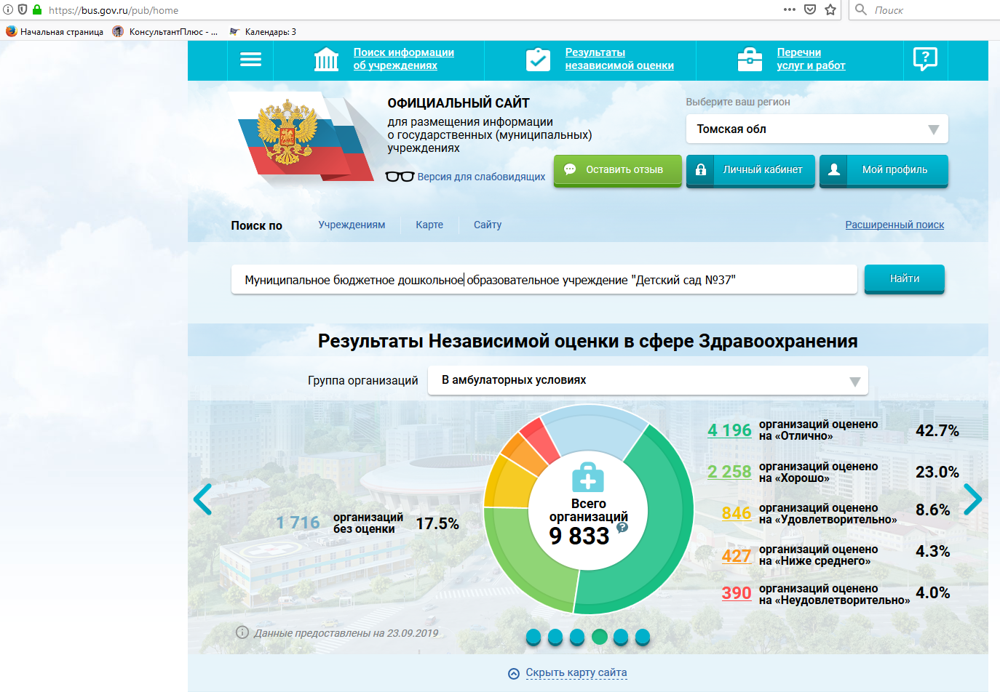 https://bus.gov.ru/pub/home
Поиск
Начальная страница
КонсультантПлюс - ...
Календарь: 3
Поиск информации
об учреждениях
Результаты
независимой оценки
Перечни
услуг и работ
ОФИЦИАЛЬНЫЙ САЙТ
для размещения информации
о государственных (муниципальных)
учреждениях
Версия для слабовидящих
Выберите ваш регион
Томская обл
Оставить отзыв
Личный кабинет
Мой профиль
Поиск по
Учреждениям
Карте
Сайту
Расширенный поиск
Муниципальное бюджетное дошкольное образовательное учреждение "Детский сад №37"
Найти
Результаты Независимой оценки в сфере Здравоохранения
Группа организаций
В амбулаторных условиях
1 716
организаций
без оценки
17.5%
Всего
организаций
9 833
4 196
организаций оценено
на «Отлично»
42.7%
2 258
организаций оценено
на «Хорошо»
23.0%
846
организаций оценено
на «Удовлетворительно»
8.6%
427
организаций оценено
на «Ниже среднего»
4.3%
390
организаций оценено
на «Неудовлетворительно»
4.0%
Данные предоставлены на 23.09.2019
Скрыть карту сайта